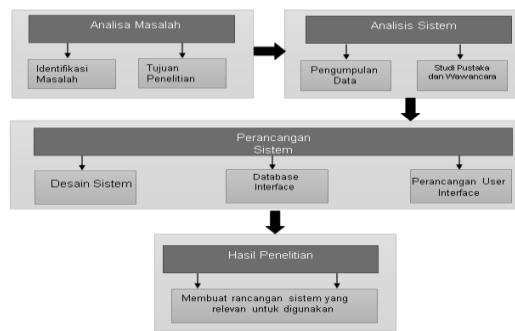 Analisa Masalah
Identifikasi
Masalah
Tujuan
Penelitian
Analisis Sistem
Pengumpulan
Data
Studi Pustaka
dan Wawancara
Perancangan
Sistem
Desain Sistem
Database
Interface
Perancangan User
Interface
Hasil Penelitian
Membuat rancangan sistem yang
relevan untuk digunakan